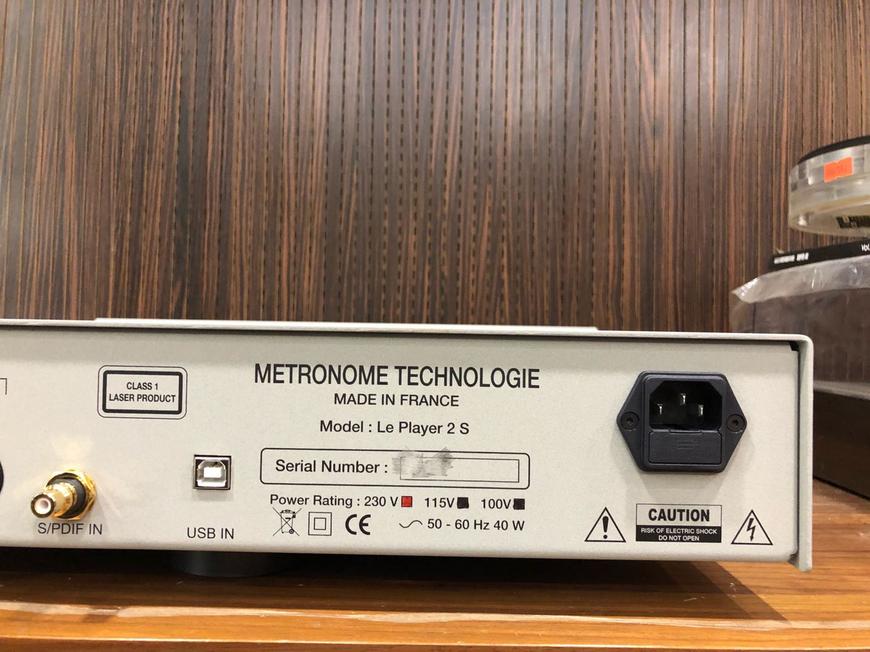 METRONOME TECHNOLOGIE
MADE IN FRANCE
Model : Le Player 2 S
CLASS 1
LASER PRODUCT
Serial Number :
Power Rating : 230 V 115V 100V
50 - 60 Hz 40 W
CE
S/PDIF IN
USB IN
CAUTION
RISK OF ELECTRIC SHOCK
DO NOT OPEN